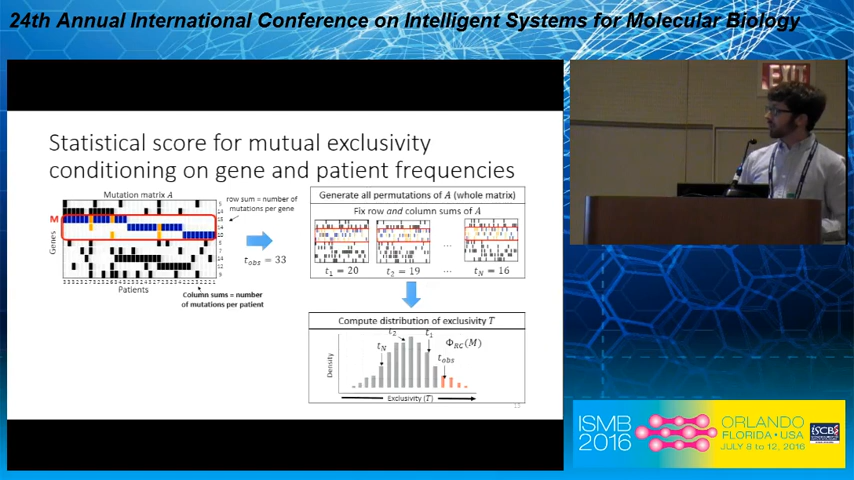 24th Annual International Conference on Intelligent Systems for Molecular Biology
EXIT
Statistical score for mutual exclusivity
conditioning on gene and patient frequencies
Mutation matrix A
row sum = number of
mutations per gene
M
Genes
Patients
t_obs = 33
Column sums = number
of mutations per patient
Generate all permutations of A (whole matrix)
Fix row and column sums of A
t₁ = 20
t₂ = 19
...
t_N = 16
Compute distribution of exclusivity T
t₂
t_N
t₁
Φ_RC(M)
t_obs
Density
Exclusivity (T)
ISMB
2016
ORLANDO
FLORIDA • USA
JULY 8 to 12, 2016
iSCB